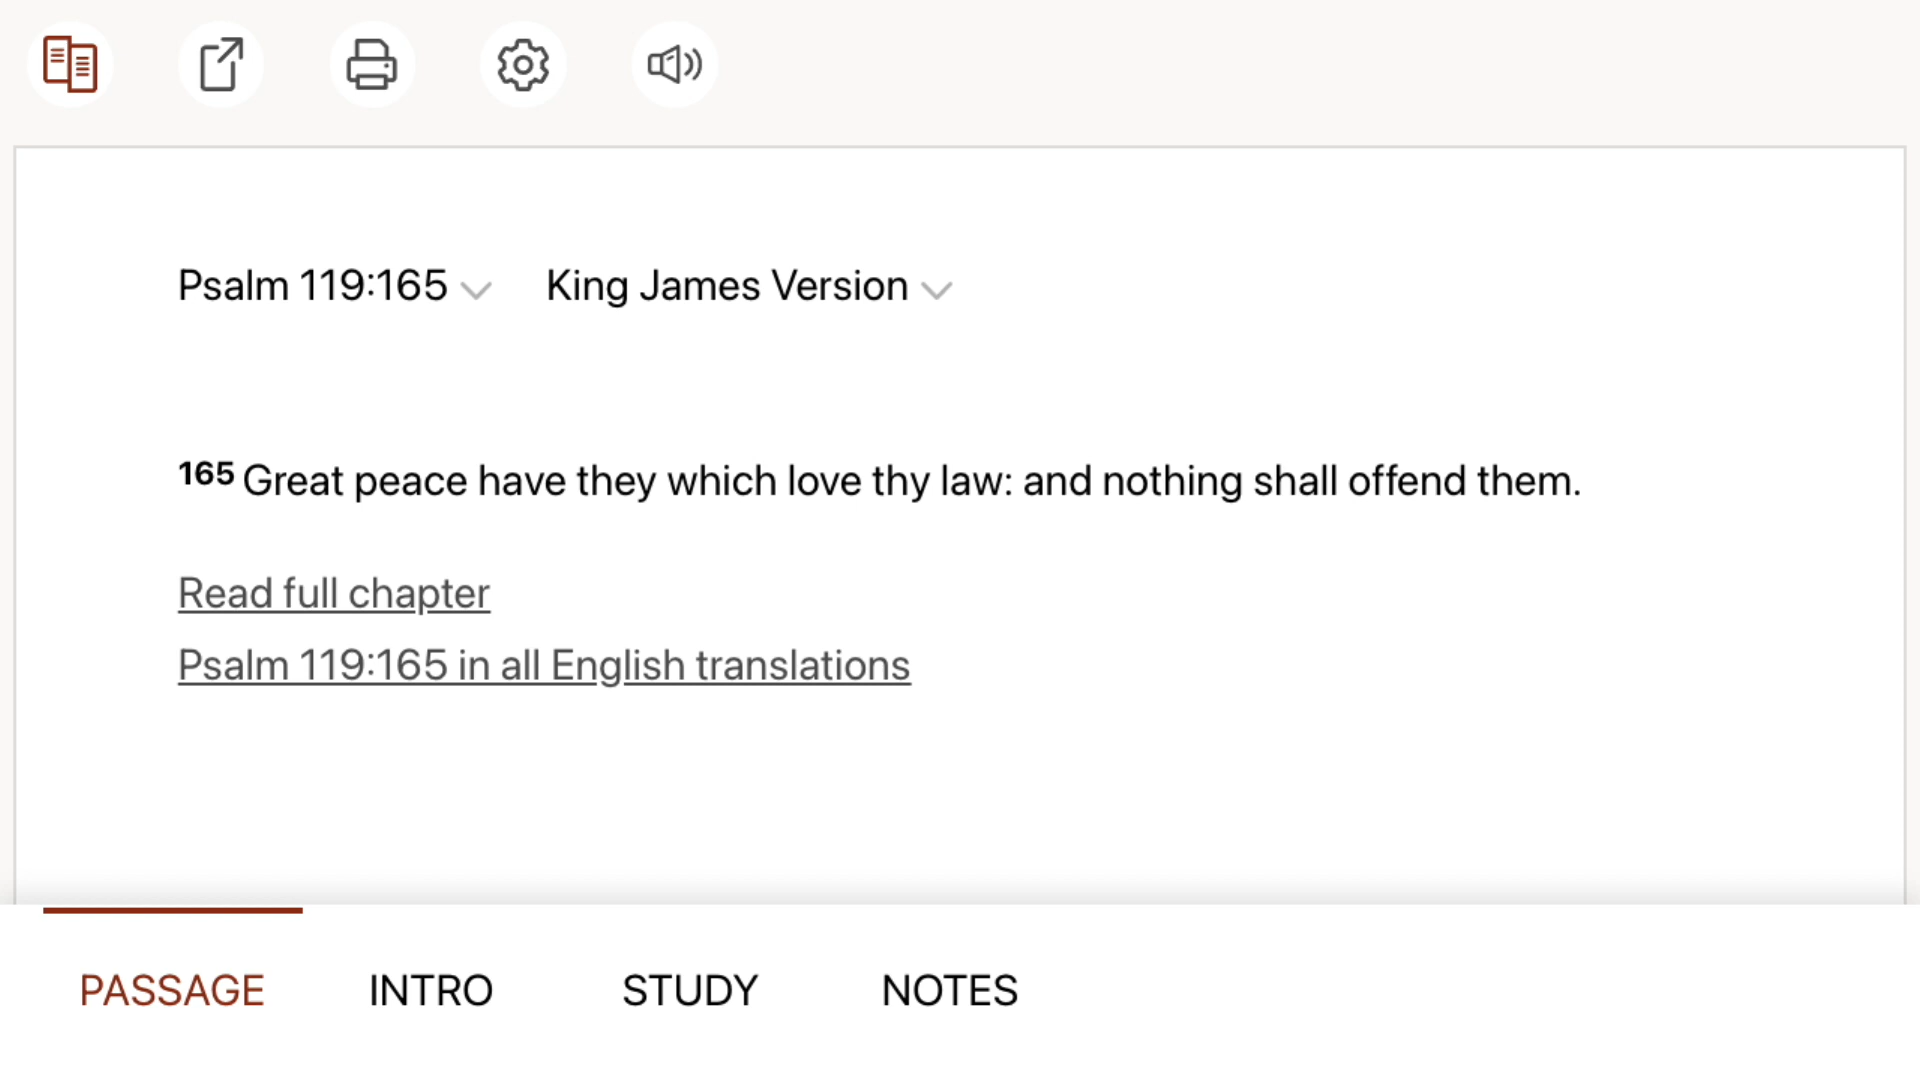 Psalm 119:165 King James Version
165 Great peace have they which love thy law: and nothing shall offend them.
Read full chapter
Psalm 119:165 in all English translations
PASSAGE INTRO STUDY NOTES